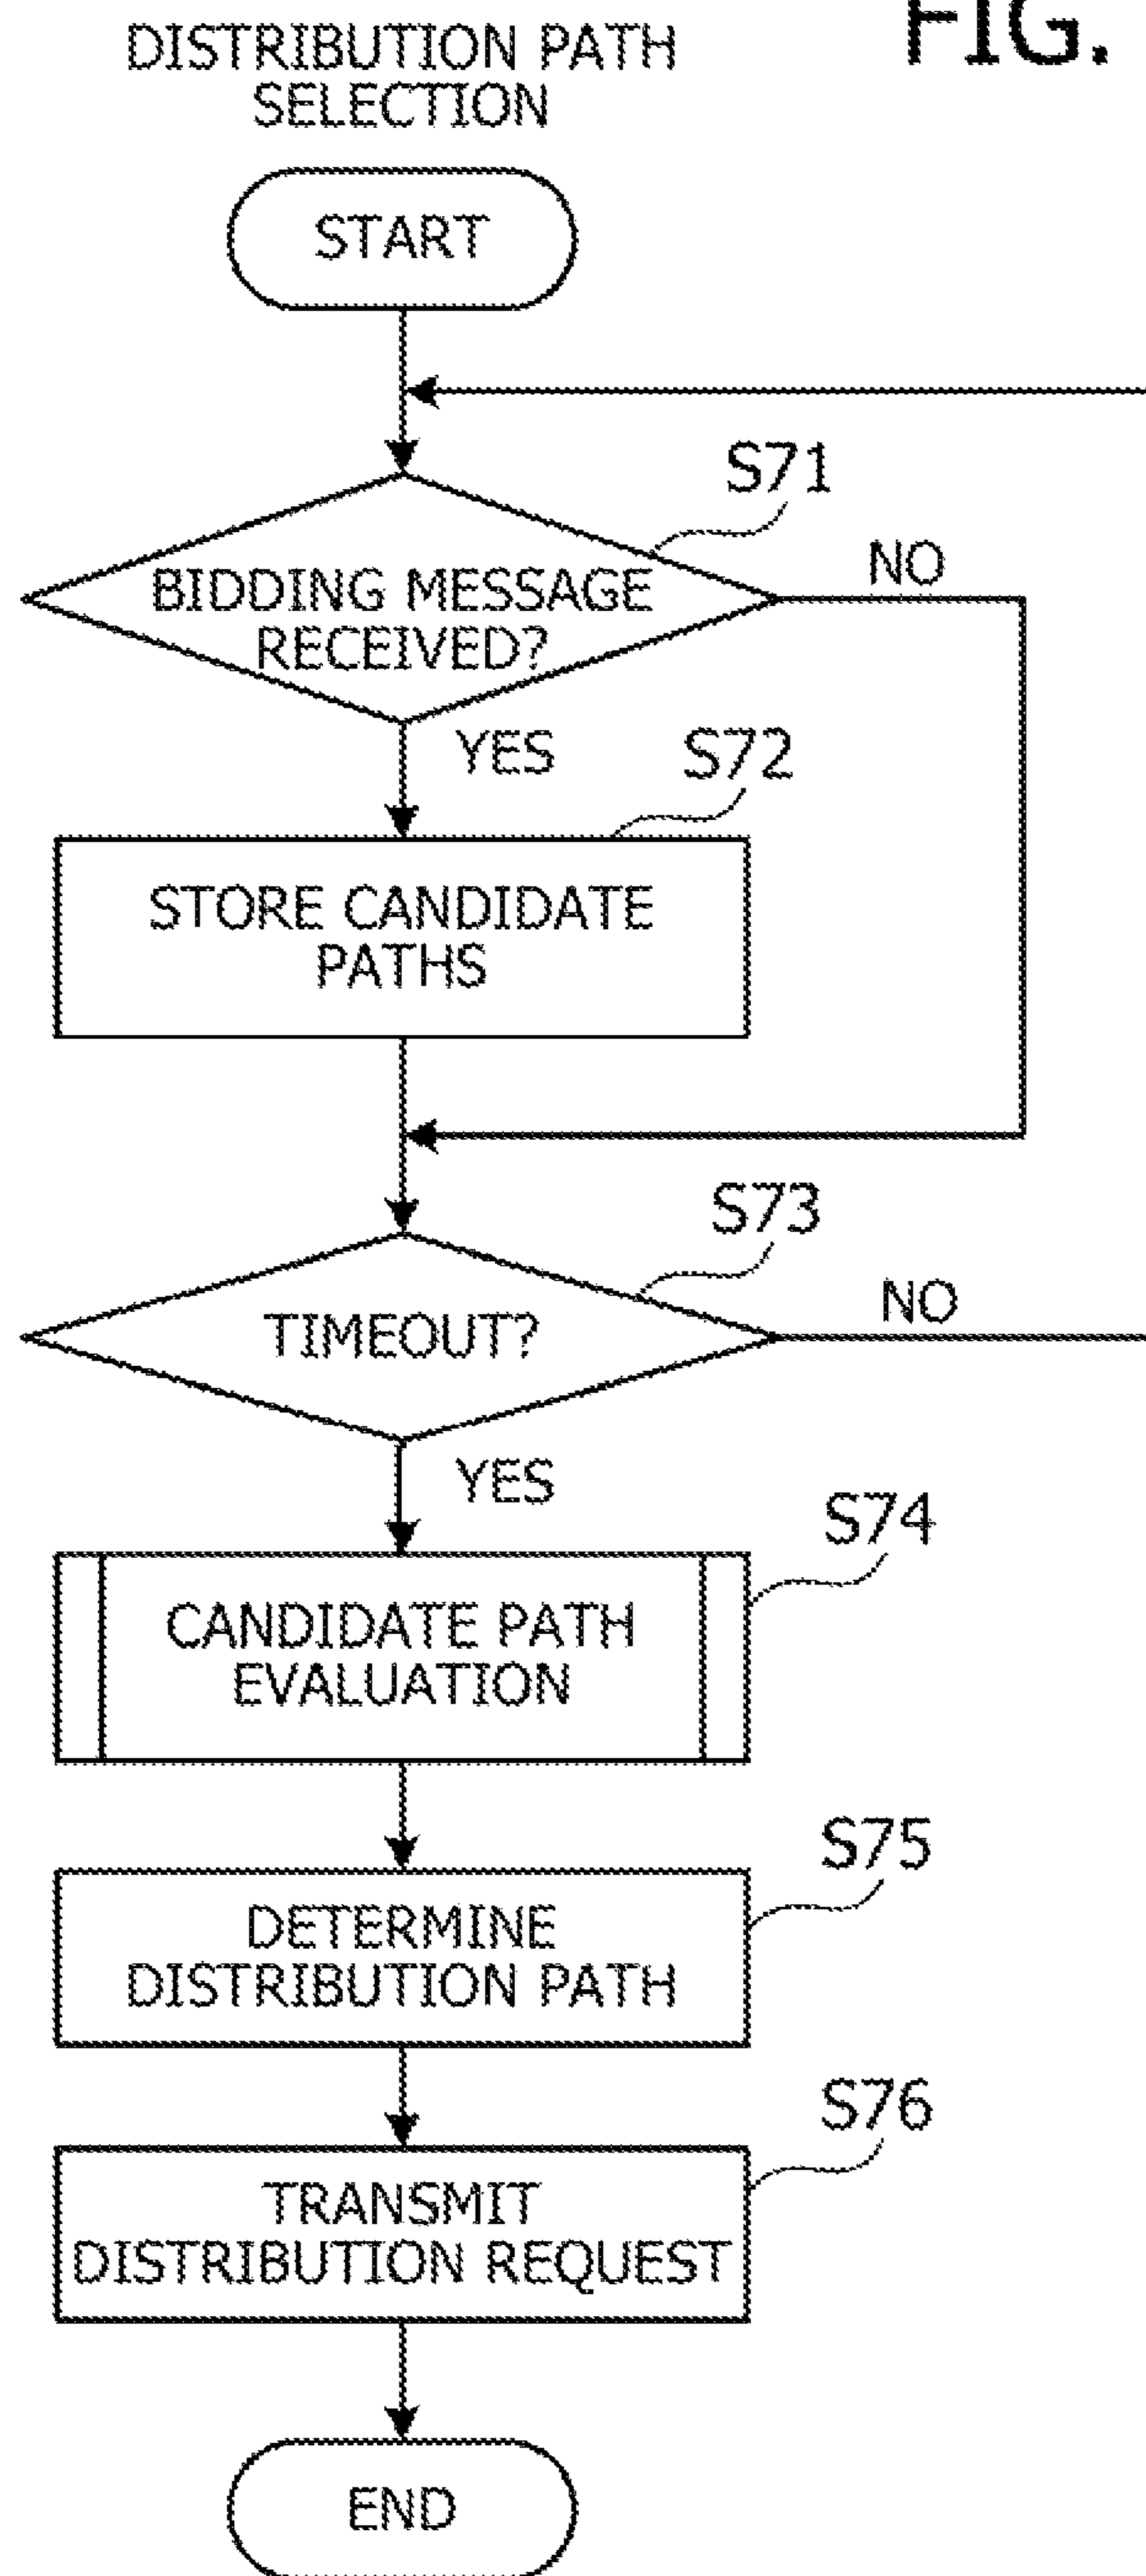 FIG.
DISTRIBUTION PATH
SELECTION
START
S71
BIDDING MESSAGE
RECEIVED?
NO
YES
S72
STORE CANDIDATE
PATHS
S73
TIMEOUT?
NO
YES
S74
CANDIDATE PATH
EVALUATION
S75
DETERMINE
DISTRIBUTION PATH
S76
TRANSMIT
DISTRIBUTION REQUEST
END